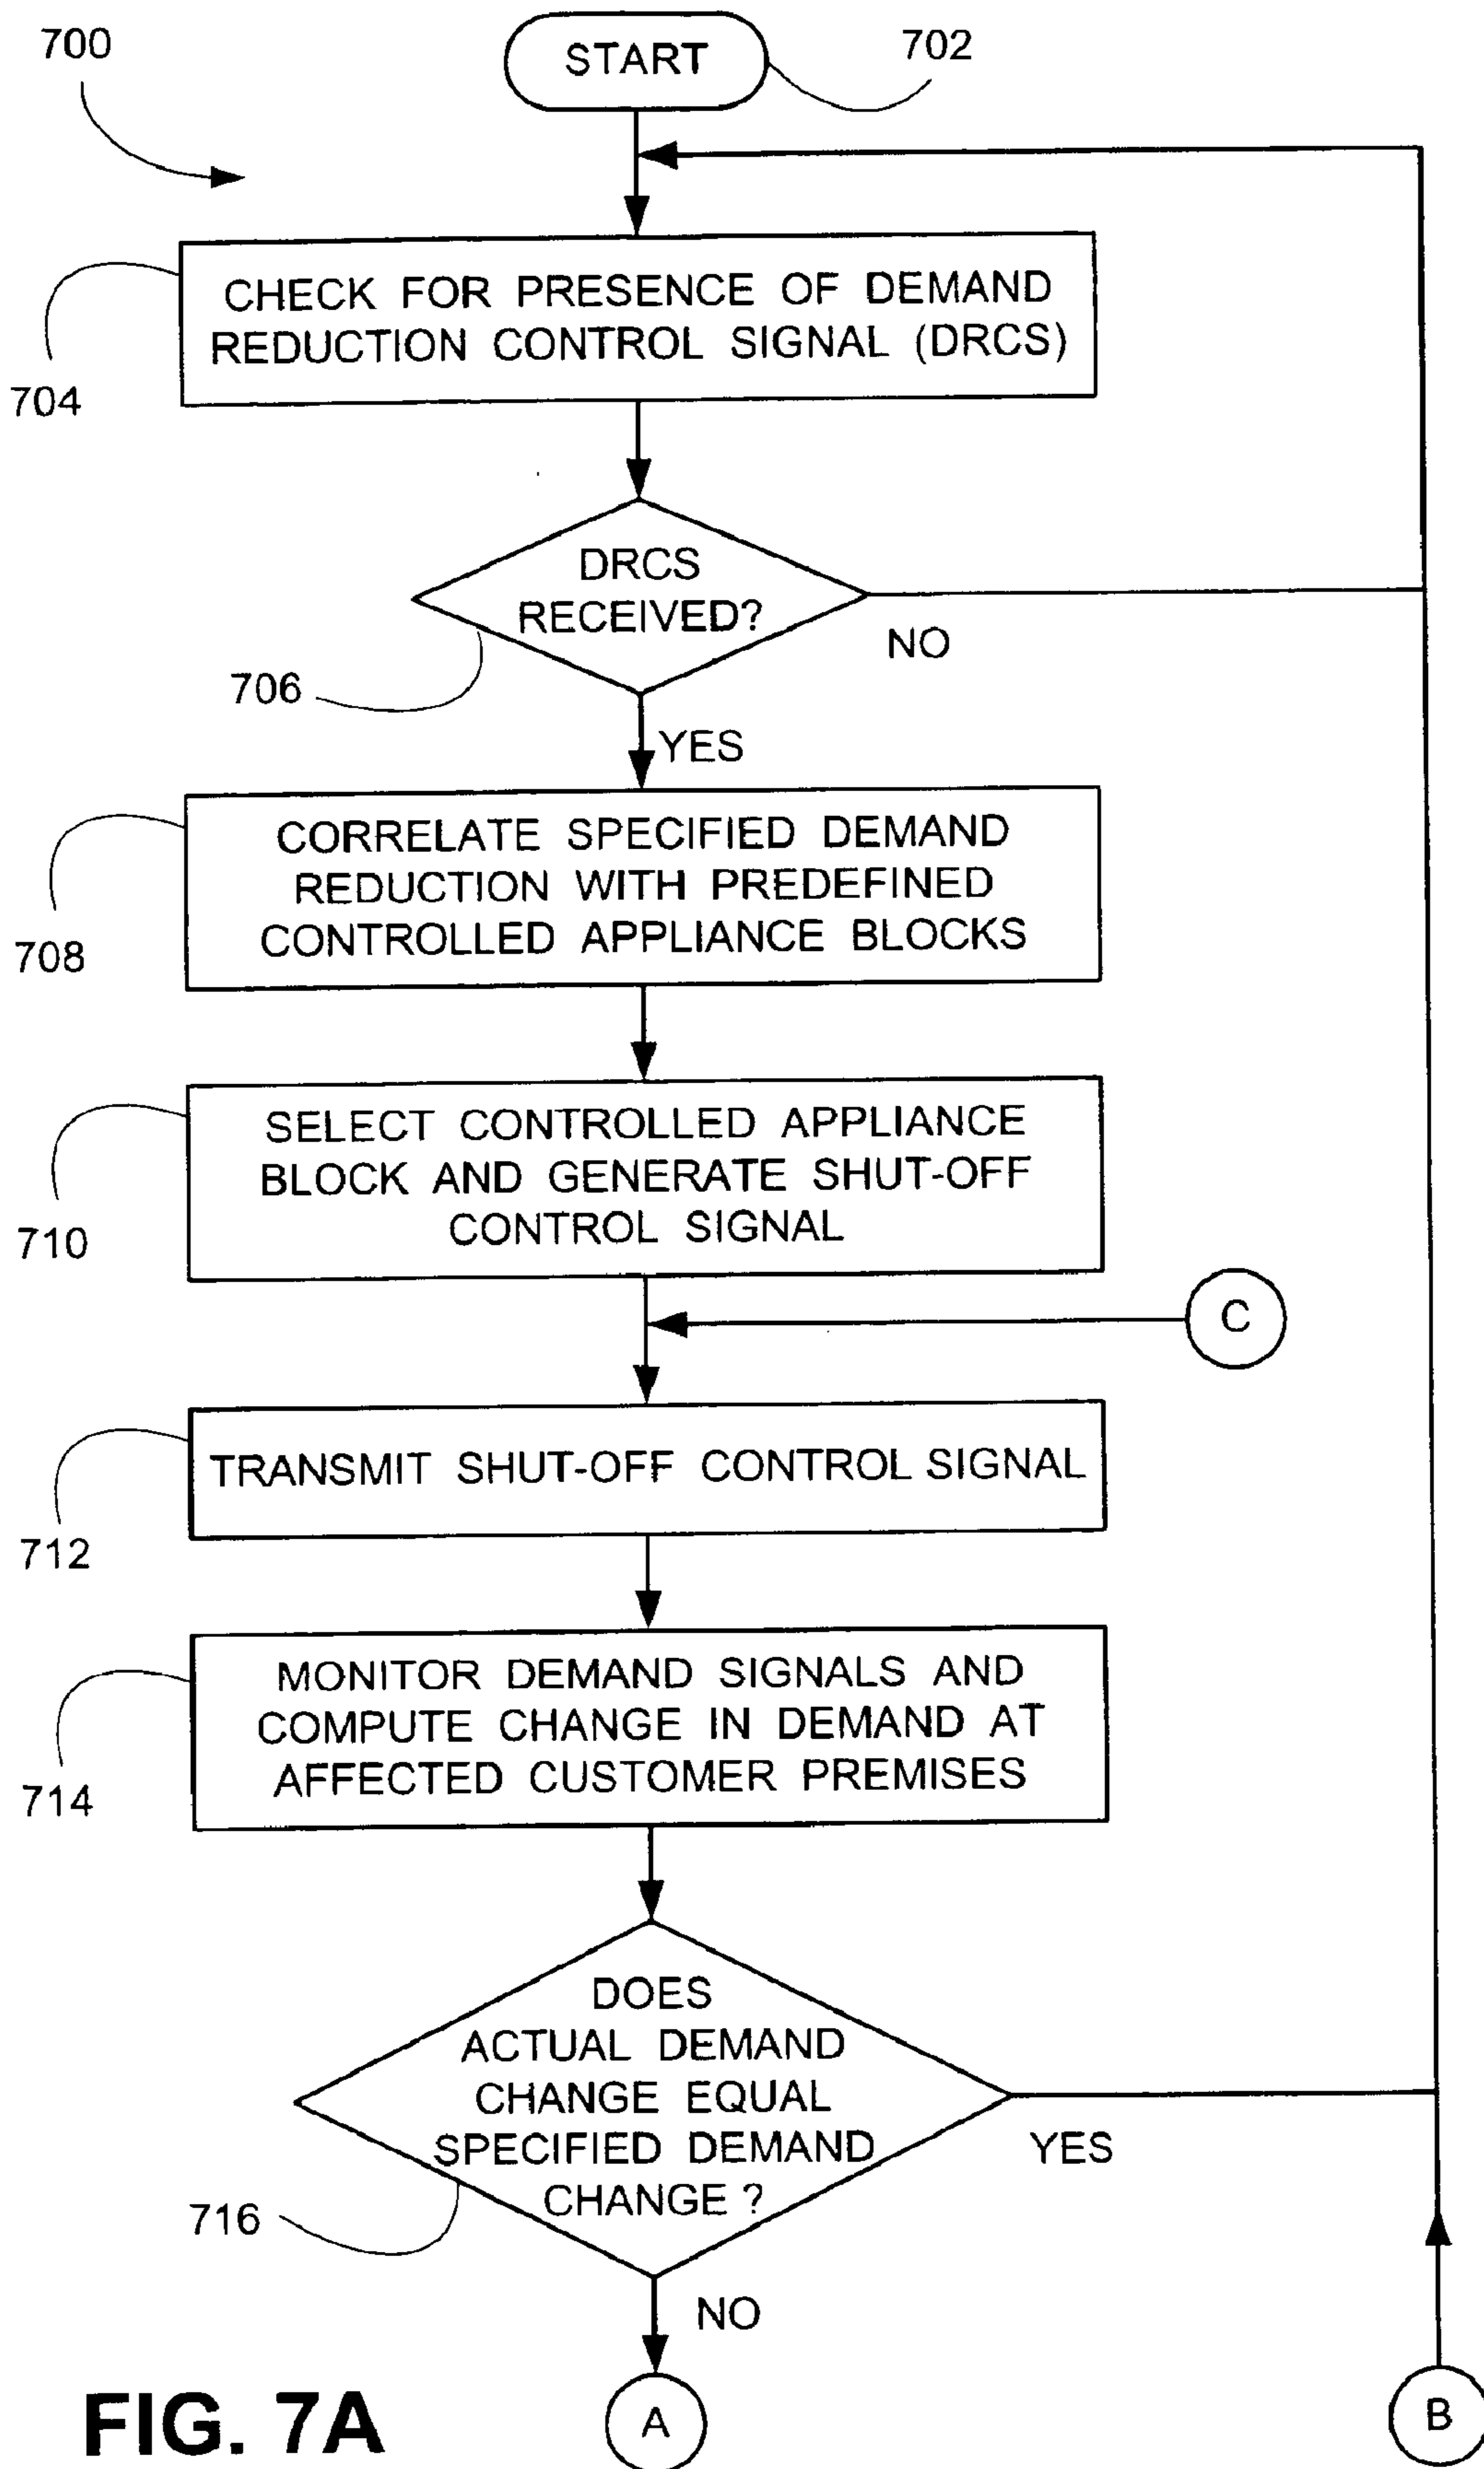 700
START
702
CHECK FOR PRESENCE OF DEMAND
REDUCTION CONTROL SIGNAL (DRCS)
704
DRCS
RECEIVED?
NO
706
YES
CORRELATE SPECIFIED DEMAND
REDUCTION WITH PREDEFINED
CONTROLLED APPLIANCE BLOCKS
708
SELECT CONTROLLED APPLIANCE
BLOCK AND GENERATE SHUT-OFF
CONTROL SIGNAL
710
C
TRANSMIT SHUT-OFF CONTROL SIGNAL
712
MONITOR DEMAND SIGNALS AND
COMPUTE CHANGE IN DEMAND AT
AFFECTED CUSTOMER PREMISES
714
DOES
ACTUAL DEMAND
CHANGE EQUAL
SPECIFIED DEMAND
CHANGE ?
YES
716
NO
A
B
FIG. 7A